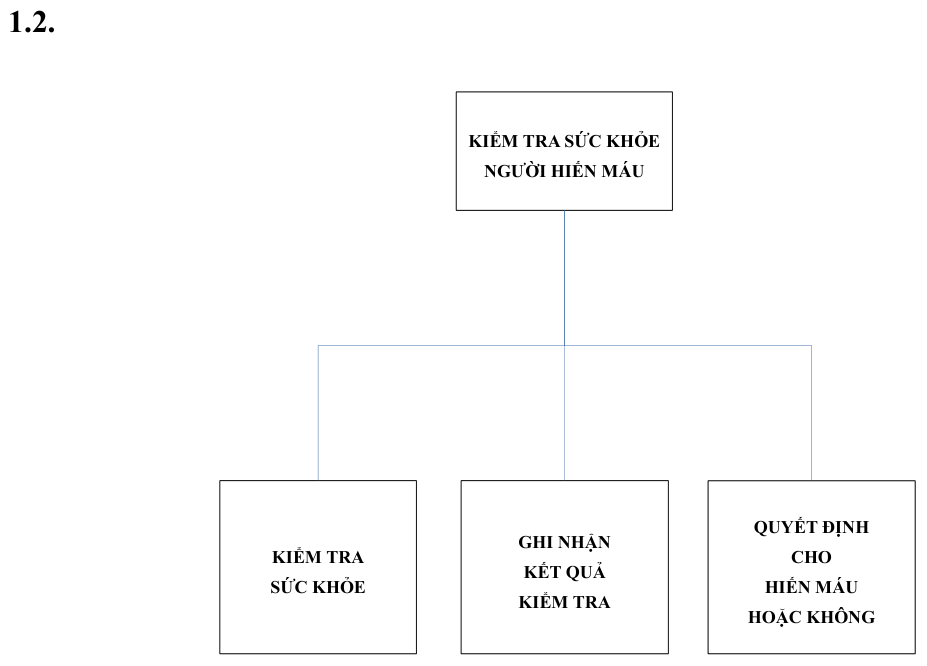 1.2.
KIỂM TRA SỨC KHỎE
NGƯỜI HIẾN MÁU
KIỂM TRA
SỨC KHỎE
GHI NHẬN
KẾT QUẢ
KIỂM TRA
QUYẾT ĐỊNH
CHO
HIẾN MÁU
HOẶC KHÔNG